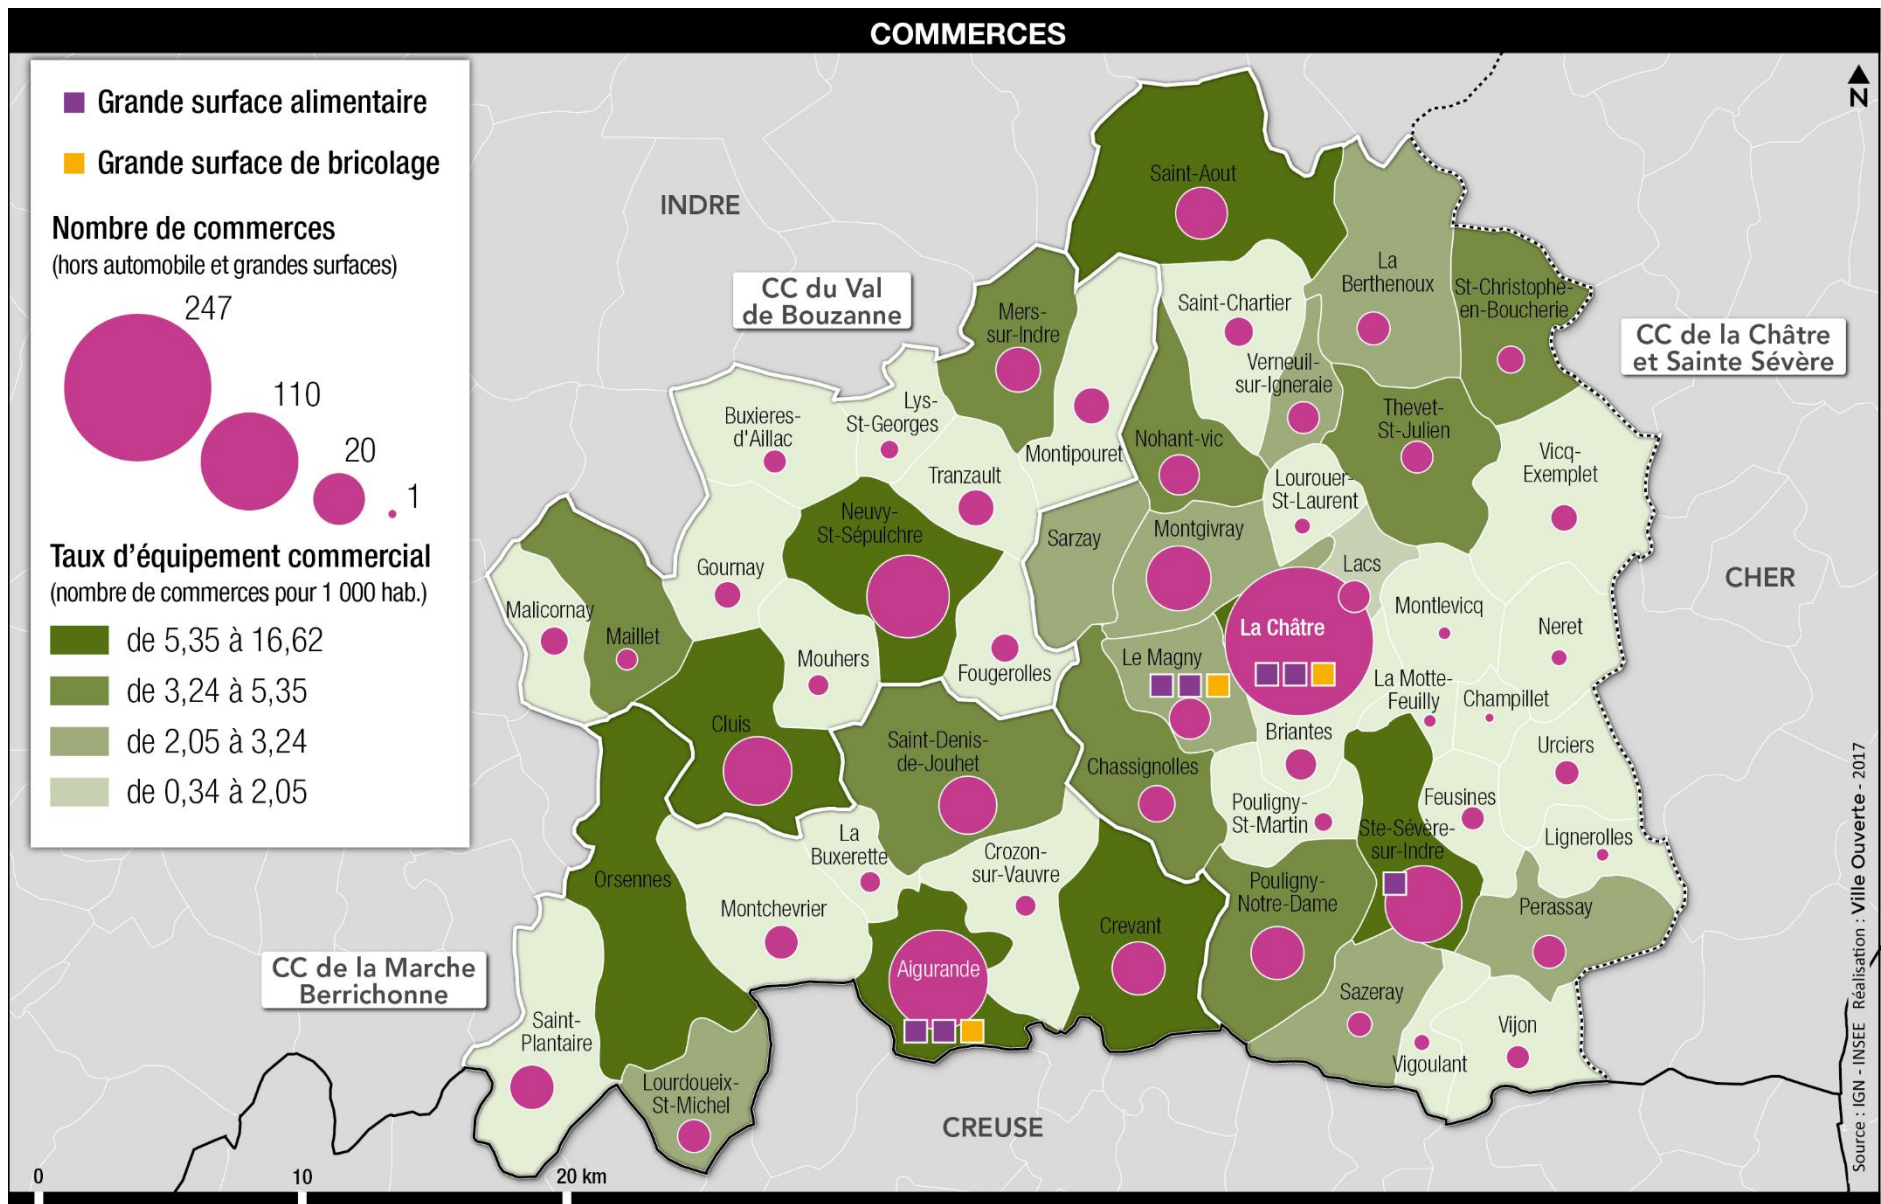 COMMERCES
Grande surface alimentaire
Grande surface de bricolage
Nombre de commerces
(hors automobile et grandes surfaces)
247
110
20
1
Taux d'équipement commercial
(nombre de commerces pour 1 000 hab.)
de 5,35 à 16,62
de 3,24 à 5,35
de 2,05 à 3,24
de 0,34 à 2,05
N
INDRE
CC du Val
de Bouzanne
CC de la Châtre
et Sainte Sévère
CHER
CC de la Marche
Berrichonne
CREUSE
Saint-Aout
La
Berthenoux
St-Christophe-
en-Boucherie
Saint-Chartier
Mers-
sur-Indre
Verneuil-
sur-Igneraie
Thevet-
St-Julien
Lys-
St-Georges
Buxieres-
d'Aillac
Montipouret
Nohant-vic
Vicq-
Exemplet
Tranzault
Lourouer-
St-Laurent
Neuvy-
St-Sépulchre
Sarzay
Montgivray
Gournay
Lacs
Malicornay
Maillet
Montlevicq
Neret
La Châtre
Mouhers
Fougerolles
Le Magny
La Motte-
Feuilly
Champillet
Cluis
Saint-Denis-
de-Jouhet
Briantes
Urciers
Chassignolles
Pouligny-
St-Martin
Feusines
Lignerolles
La
Buxerette
Crozon-
sur-Vauvre
Ste-Sévère-
sur-Indre
Orsennes
Montchevrier
Pouligny-
Notre-Dame
Perassay
Crevant
Aigurande
Sazeray
Saint-
Plantaire
Vijon
Vigoulant
Lourdoueix-
St-Michel
0
10
20 km
Source : IGN - INSEE Réalisation : Ville Ouverte - 2017